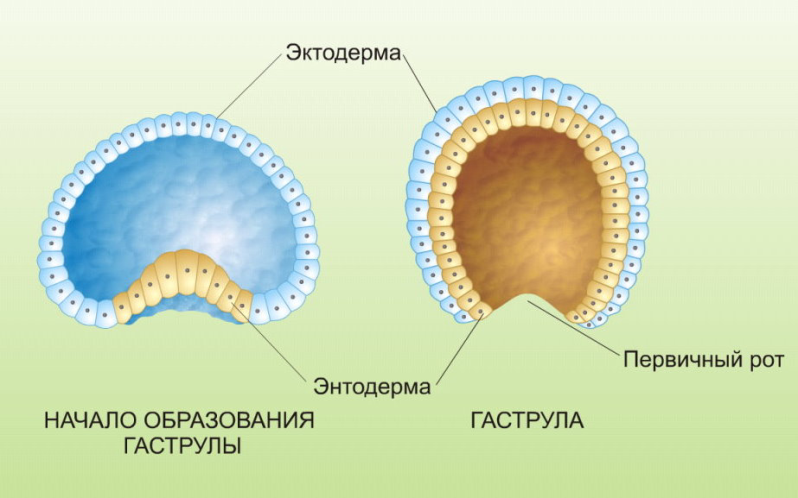 Эктодерма
Первичный рот
Энтодерма
НАЧАЛО ОБРАЗОВАНИЯ
ГАСТРУЛЫ
ГАСТРУЛА